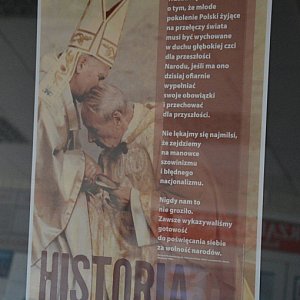 o tym, że młode
pokolenie Polski żyjące
na przełęczy świata
musi być wychowane
w duchu głębokiej czci
dla przeszłości
Narodu, jeśli ma ono
dzisiaj ofiarnie
wypełniać
swoje obowiązki
i przechować
dla przyszłości.
Nie lękajmy się najmilsi,
że zejdziemy
na manowce
szowinizmu
i błędnego
nacjonalizmu.
Nigdy nam to
nie groziło.
Zawsze wykazywaliśmy
gotowość
do poświęcania siebie
za wolność narodów.
HISTORIA